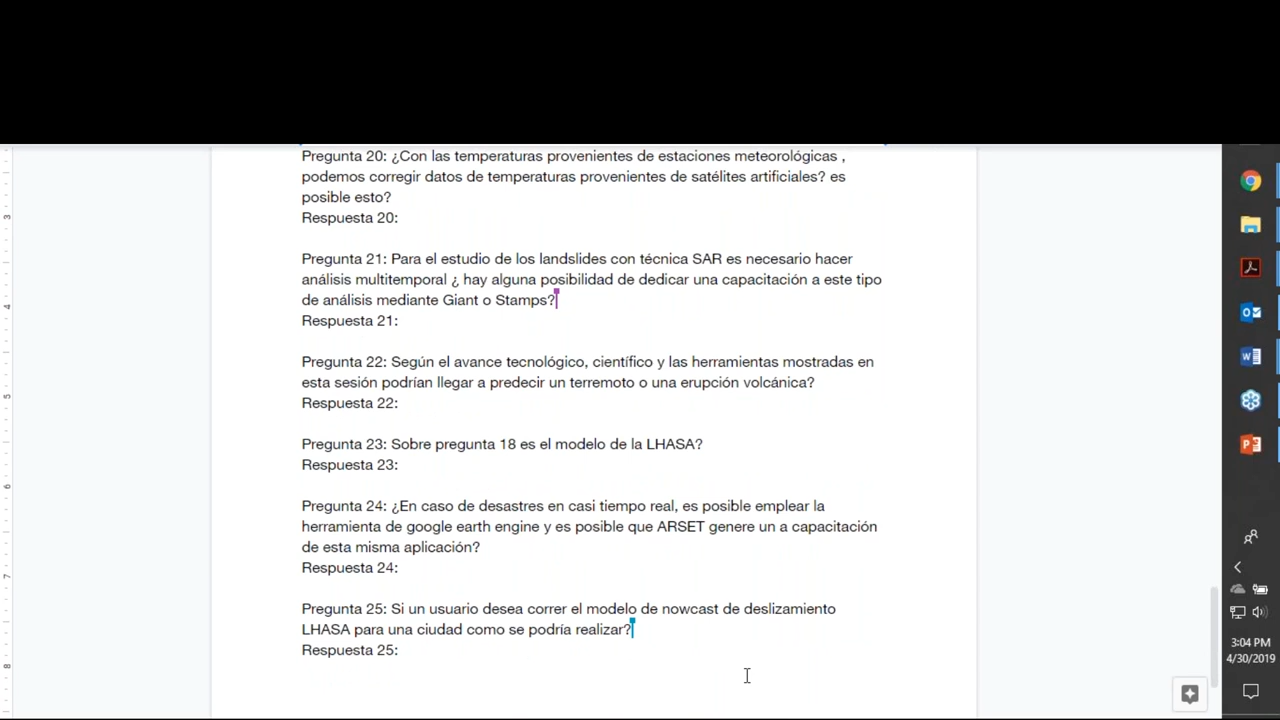 Pregunta 20: ¿Con las temperaturas provenientes de estaciones meteorológicas ,
podemos corregir datos de temperaturas provenientes de satélites artificiales? es
posible esto?
Respuesta 20:
Pregunta 21: Para el estudio de los landslides con técnica SAR es necesario hacer
análisis multitemporal ¿ hay alguna posibilidad de dedicar una capacitación a este tipo
de análisis mediante Giant o Stamps?
Respuesta 21:
Pregunta 22: Según el avance tecnológico, científico y las herramientas mostradas en
esta sesión podrían llegar a predecir un terremoto o una erupción volcánica?
Respuesta 22:
Pregunta 23: Sobre pregunta 18 es el modelo de la LHASA?
Respuesta 23:
Pregunta 24: ¿En caso de desastres en casi tiempo real, es posible emplear la
herramienta de google earth engine y es posible que ARSET genere un a capacitación
de esta misma aplicación?
Respuesta 24:
Pregunta 25: Si un usuario desea correr el modelo de nowcast de deslizamiento
LHASA para una ciudad como se podría realizar?
Respuesta 25:
3
4
5
6
7
8
3:04 PM
4/30/2019